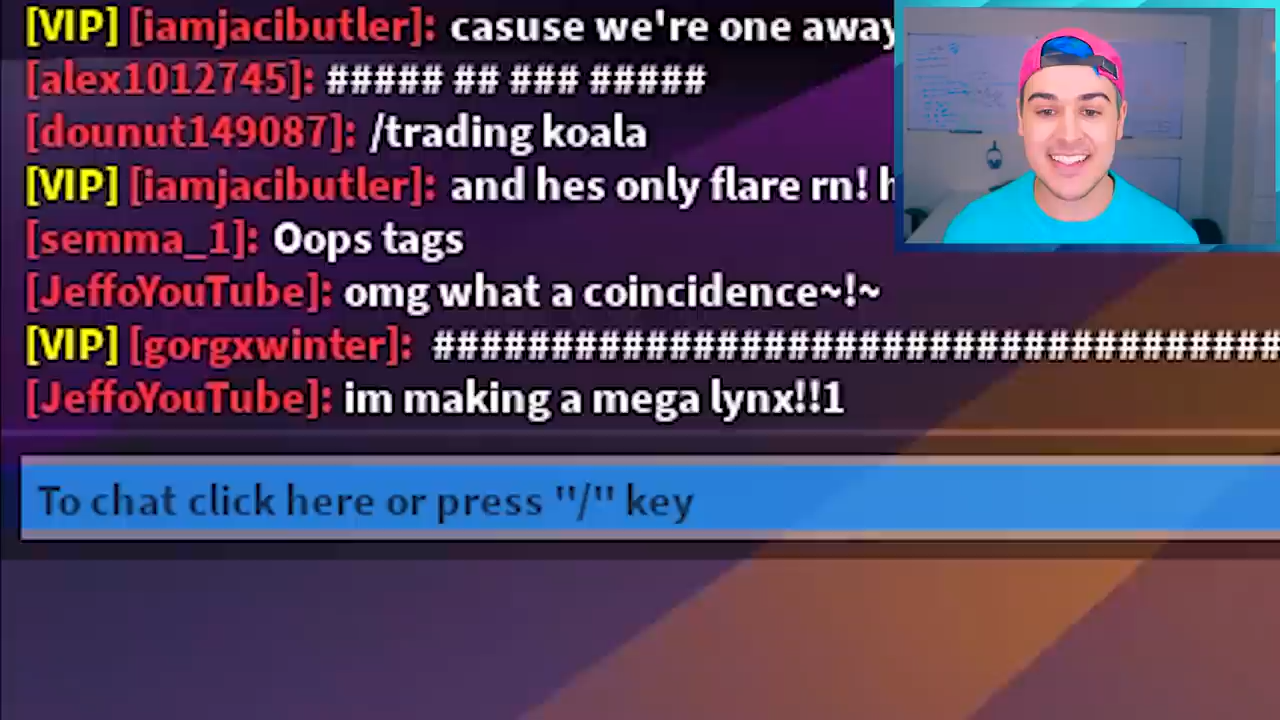 [VIP] [iamjacibutler]: casuse we're one away
[alex1012745]: ##### ## ### #####
[dounut149087]: /trading koala
[VIP] [iamjacibutler]: and hes only flare rn! h
[semma_1]: Oops tags
[JeffoYouTube]: omg what a coincidence~!~
[VIP] [gorgxwinter]: ####################################
[JeffoYouTube]: im making a mega lynx!!1
To chat click here or press "/" key